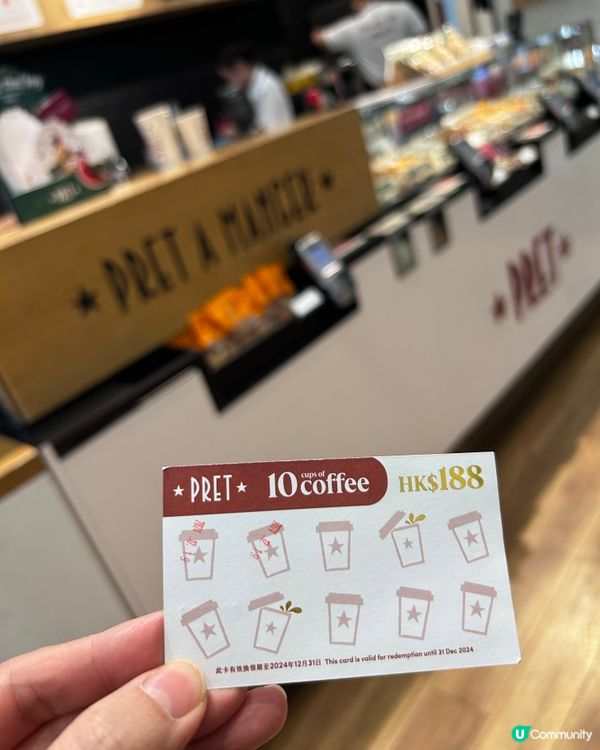 ★ PRET A MANGER ★
★ PRET ★
★ PRET ★ 10 cups of coffee HK$188
此卡有效換領期至2024年12月31日 This card is valid for redemption until 31 Dec 2024
U Community